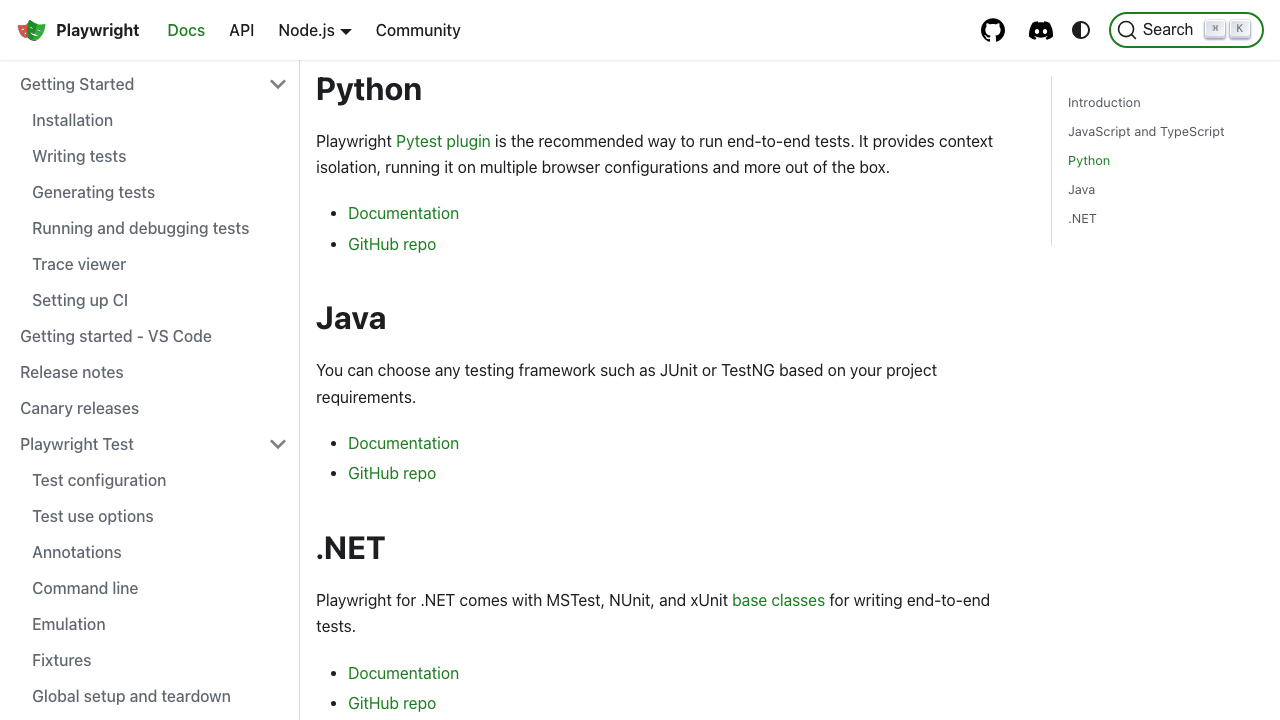 Playwright
Docs
API
Node.js
Community
Search
⌘ K
Getting Started
Installation
Writing tests
Generating tests
Running and debugging tests
Trace viewer
Setting up CI
Getting started - VS Code
Release notes
Canary releases
Playwright Test
Test configuration
Test use options
Annotations
Command line
Emulation
Fixtures
Global setup and teardown
Python
Playwright Pytest plugin is the recommended way to run end-to-end tests. It provides context
isolation, running it on multiple browser configurations and more out of the box.
Documentation
GitHub repo
Java
You can choose any testing framework such as JUnit or TestNG based on your project
requirements.
Documentation
GitHub repo
.NET
Playwright for .NET comes with MSTest, NUnit, and xUnit base classes for writing end-to-end
tests.
Documentation
GitHub repo
Introduction
JavaScript and TypeScript
Python
Java
.NET